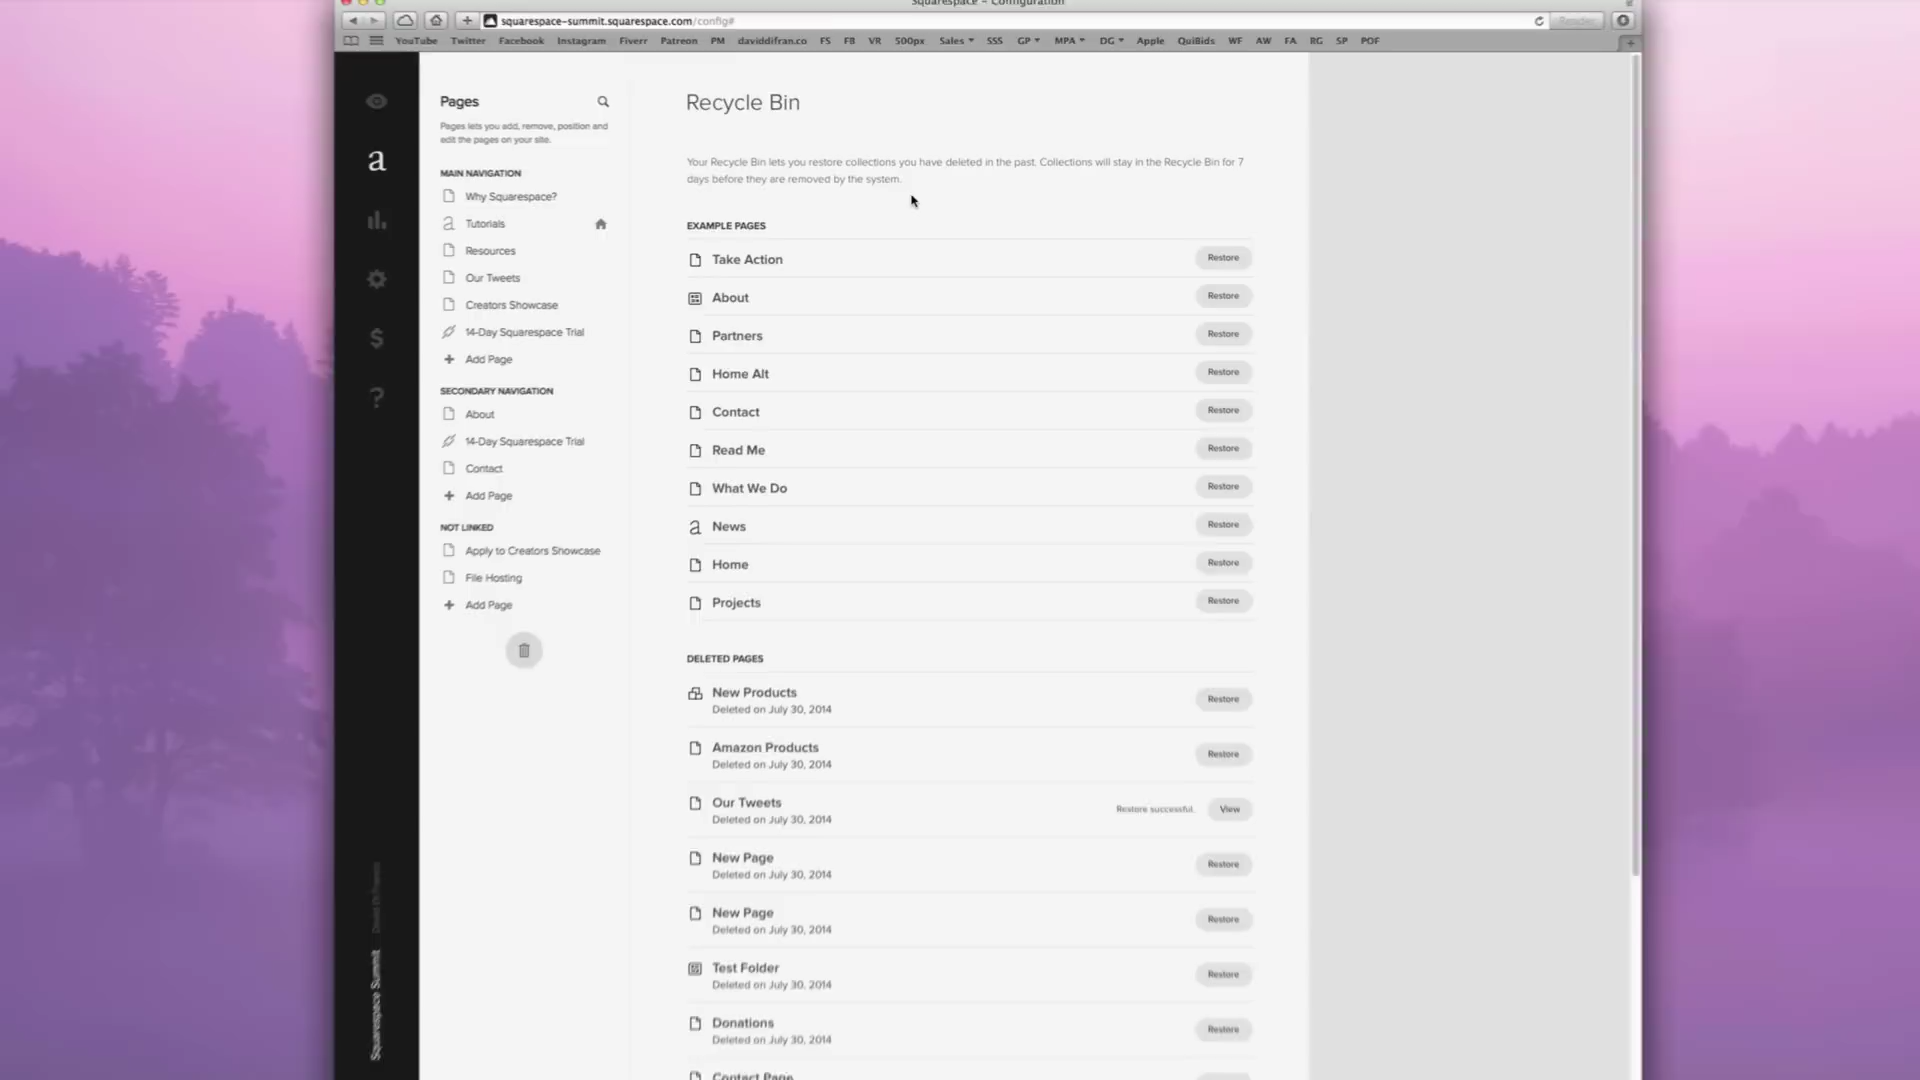 Squarespace - Configuration
squarespace-summit.squarespace.com/config#
Reader
YouTube Twitter Facebook Instagram Fiverr Patreon PM daviddifran.co FS FB VR 500px Sales SSS GP MPA DG Apple QuiBids WF AW FA RG SP POF
Pages
Pages lets you add, remove, position and
edit the pages on your site.
MAIN NAVIGATION
Why Squarespace?
Tutorials
Resources
Our Tweets
Creators Showcase
14-Day Squarespace Trial
Add Page
SECONDARY NAVIGATION
About
14-Day Squarespace Trial
Contact
Add Page
NOT LINKED
Apply to Creators Showcase
File Hosting
Add Page
Squarespace Summit
Recycle Bin
Your Recycle Bin lets you restore collections you have deleted in the past. Collections will stay in the Recycle Bin for 7
days before they are removed by the system.
EXAMPLE PAGES
Take Action Restore
About Restore
Partners Restore
Home Alt Restore
Contact Restore
Read Me Restore
What We Do Restore
News Restore
Home Restore
Projects Restore
DELETED PAGES
New Products Restore
Deleted on July 30, 2014
Amazon Products Restore
Deleted on July 30, 2014
Our Tweets Restore successful. View
Deleted on July 30, 2014
New Page Restore
Deleted on July 30, 2014
New Page Restore
Deleted on July 30, 2014
Test Folder Restore
Deleted on July 30, 2014
Donations Restore
Deleted on July 30, 2014
Contact Page